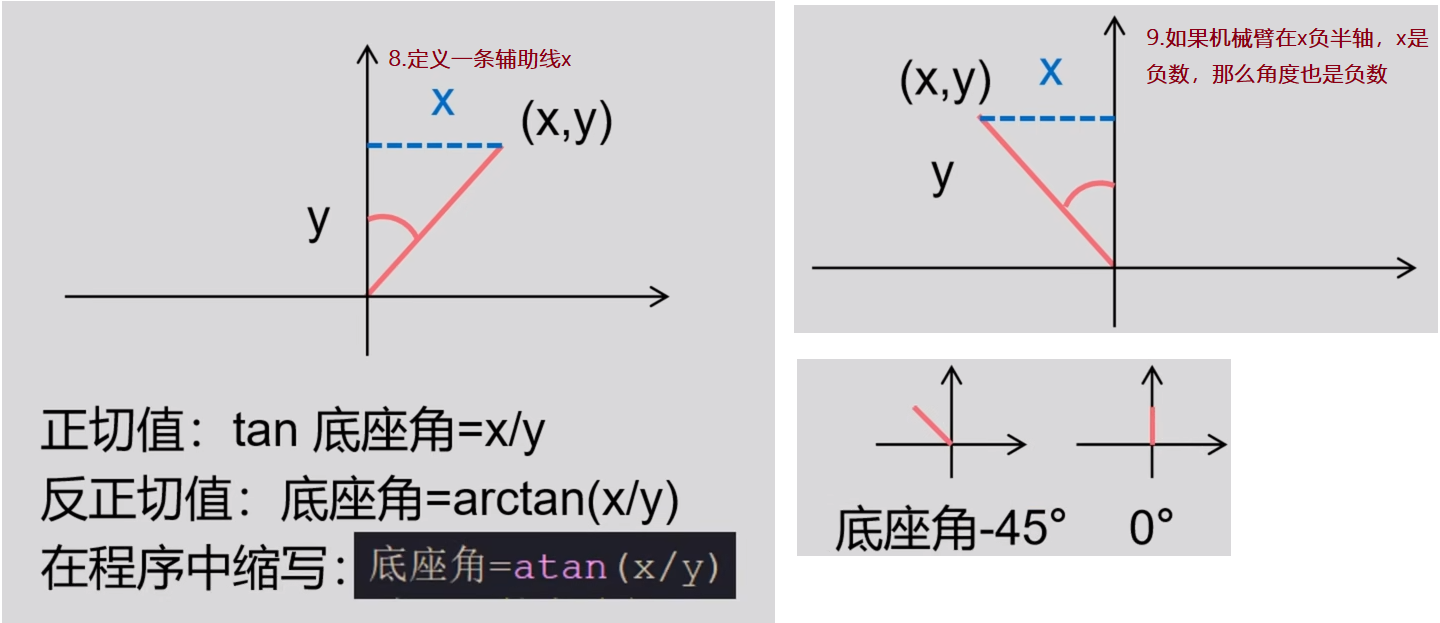 8.定义一条辅助线x
x
(x,y)
y
正切值：tan 底座角=x/y
反正切值：底座角=arctan(x/y)
在程序中缩写：底座角=atan(x/y)
9.如果机械臂在x负半轴，x是
负数，那么角度也是负数
(x,y)
x
y
底座角-45°
0°